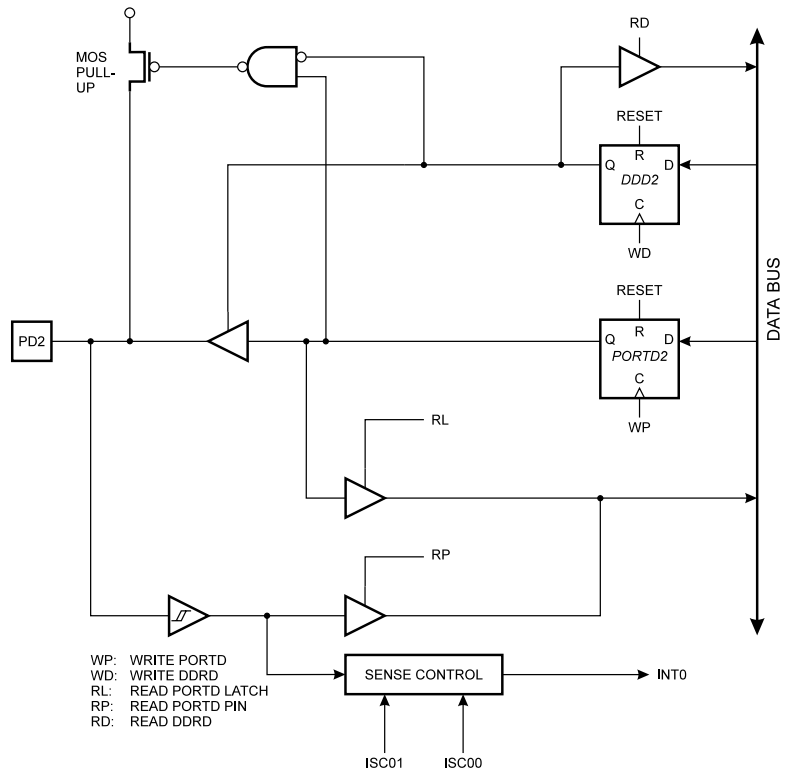 RD
MOS
PULL-
UP
RESET
R
Q
D
DDD2
C
WD
DATA BUS
RESET
R
Q
D
PD2
PORTD2
C
WP
RL
RP
WP: WRITE PORTD
WD: WRITE DDRD
RL: READ PORTD LATCH
RP: READ PORTD PIN
RD: READ DDRD
SENSE CONTROL
INT0
ISC01
ISC00